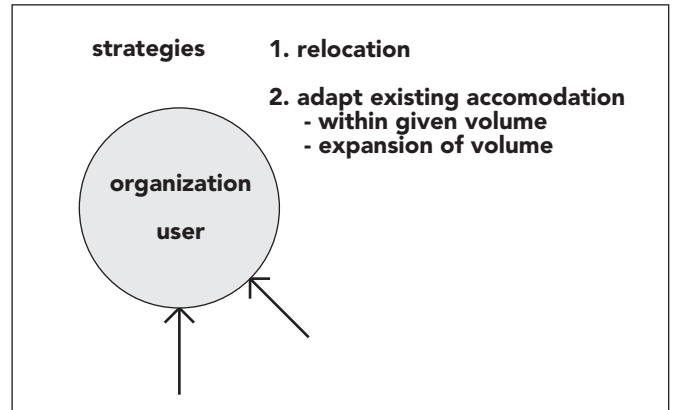 strategies
1. relocation
2. adapt existing accomodation
- within given volume
- expansion of volume
organization
user